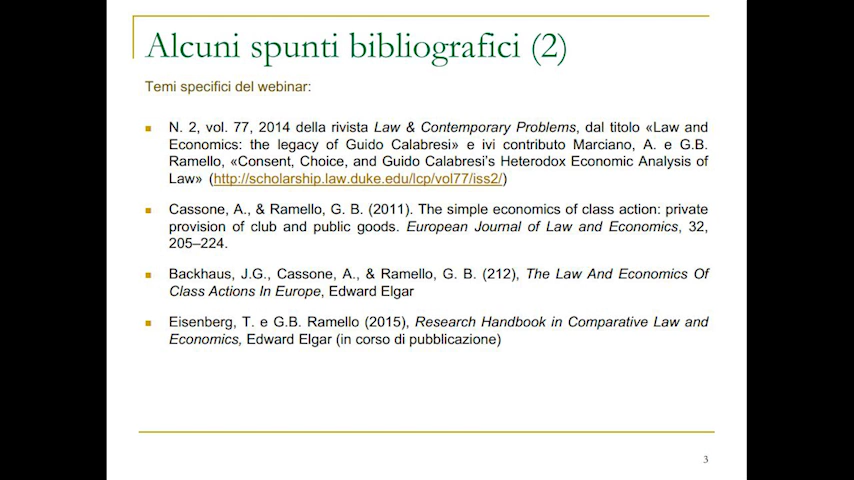 Alcuni spunti bibliografici (2)
Temi specifici del webinar:
N. 2, vol. 77, 2014 della rivista Law & Contemporary Problems, dal titolo «Law and
Economics: the legacy of Guido Calabresi» e ivi contributo Marciano, A. e G.B.
Ramello, «Consent, Choice, and Guido Calabresi's Heterodox Economic Analysis of
Law» (http://scholarship.law.duke.edu/lcp/vol77/iss2/)
Cassone, A., & Ramello, G. B. (2011). The simple economics of class action: private
provision of club and public goods. European Journal of Law and Economics, 32,
205–224.
Backhaus, J.G., Cassone, A., & Ramello, G. B. (212), The Law And Economics Of
Class Actions In Europe, Edward Elgar
Eisenberg, T. e G.B. Ramello (2015), Research Handbook in Comparative Law and
Economics, Edward Elgar (in corso di pubblicazione)
3